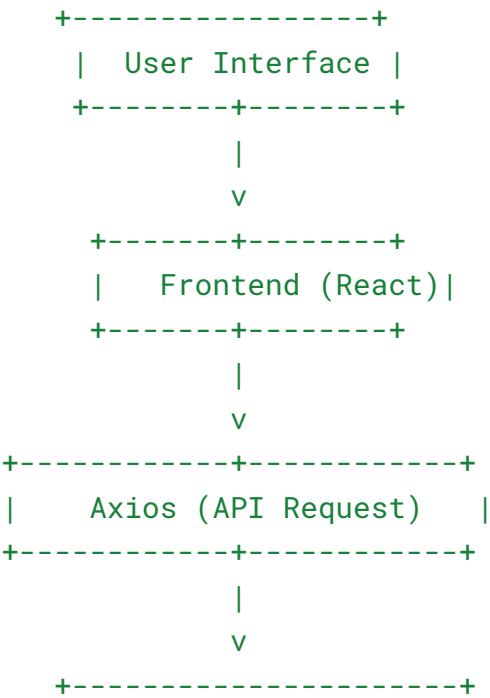 +-----------------+
|  User Interface |
+--------+--------+
|
v
+-------+--------+
|   Frontend (React)|
+-------+--------+
|
v
+------------+------------+
|    Axios (API Request)   |
+------------+------------+
|
v
+---------------------+